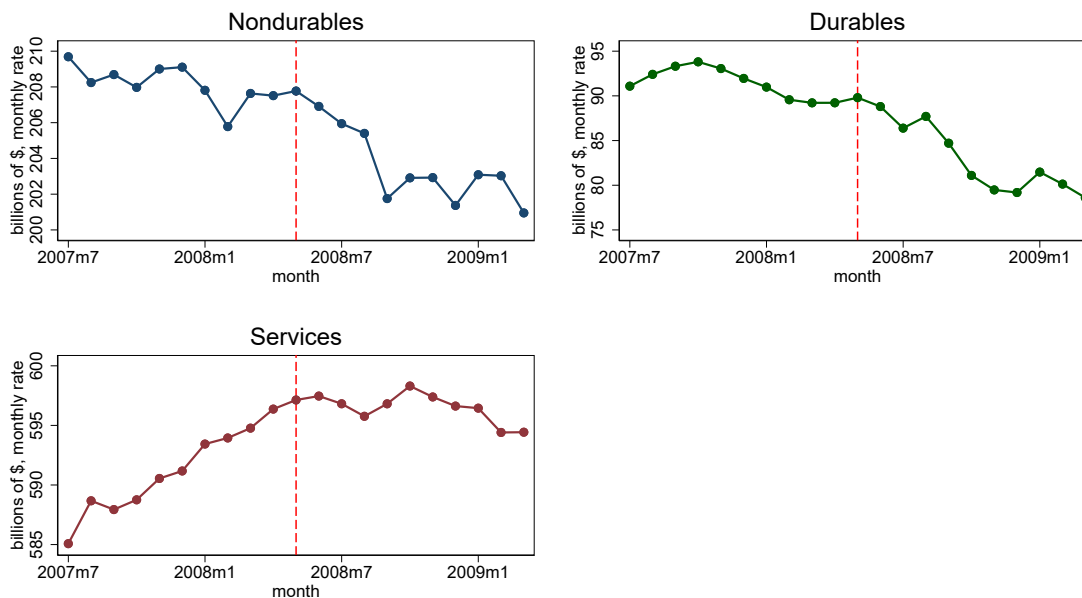 Nondurables
billions of $, monthly rate
210
208
206
204
202
200
2007m7 2008m1 2008m7 2009m1
month
Durables
billions of $, monthly rate
95
90
85
80
75
2007m7 2008m1 2008m7 2009m1
month
Services
billions of $, monthly rate
600
595
590
585
2007m7 2008m1 2008m7 2009m1
month